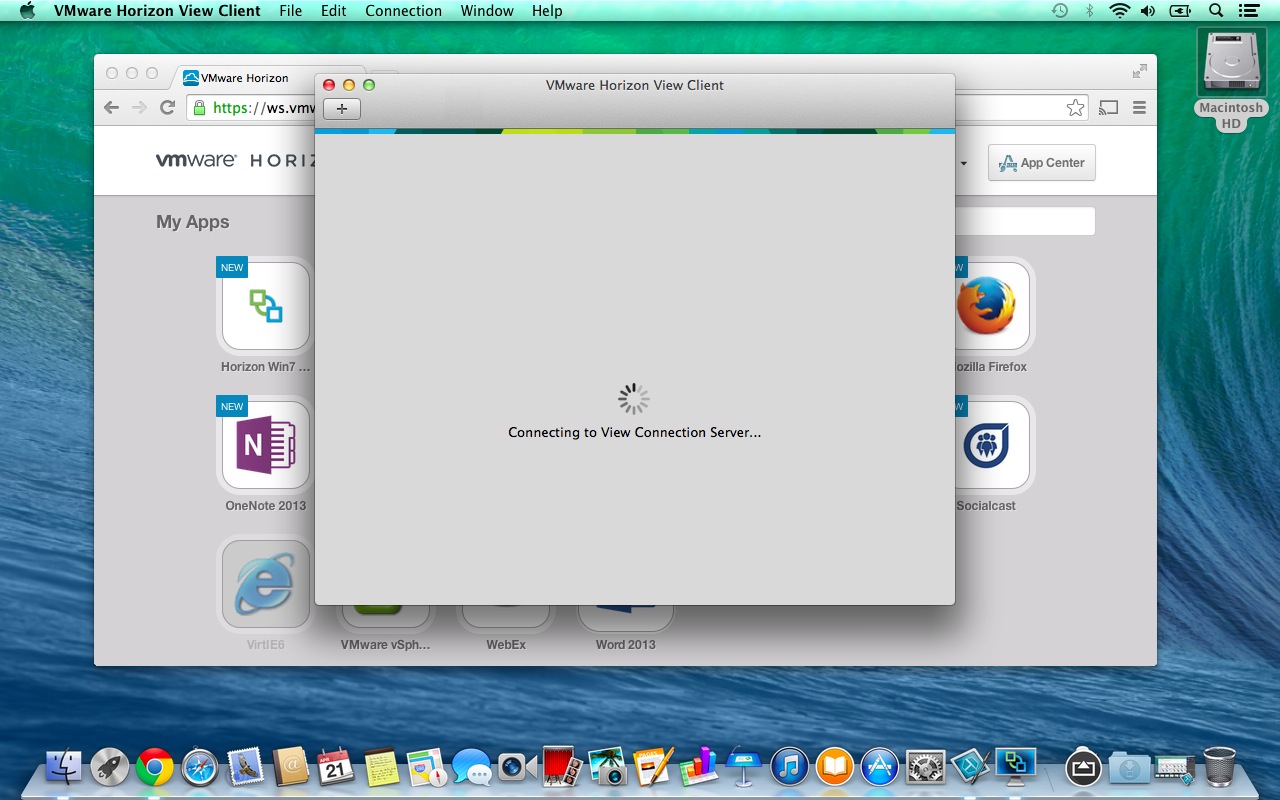 VMware Horizon View Client File Edit Connection Window Help
VMware Horizon
VMware Horizon View Client
https://ws.vmw
Macintosh
HD
vmware® HORIZ
App Center
My Apps
NEW
Horizon Win7 ...
ozilla Firefox
Connecting to View Connection Server...
NEW
N
OneNote 2013
Socialcast
VirtIE6
VMware vSph...
WebEx
Word 2013
APR
21
PAGES